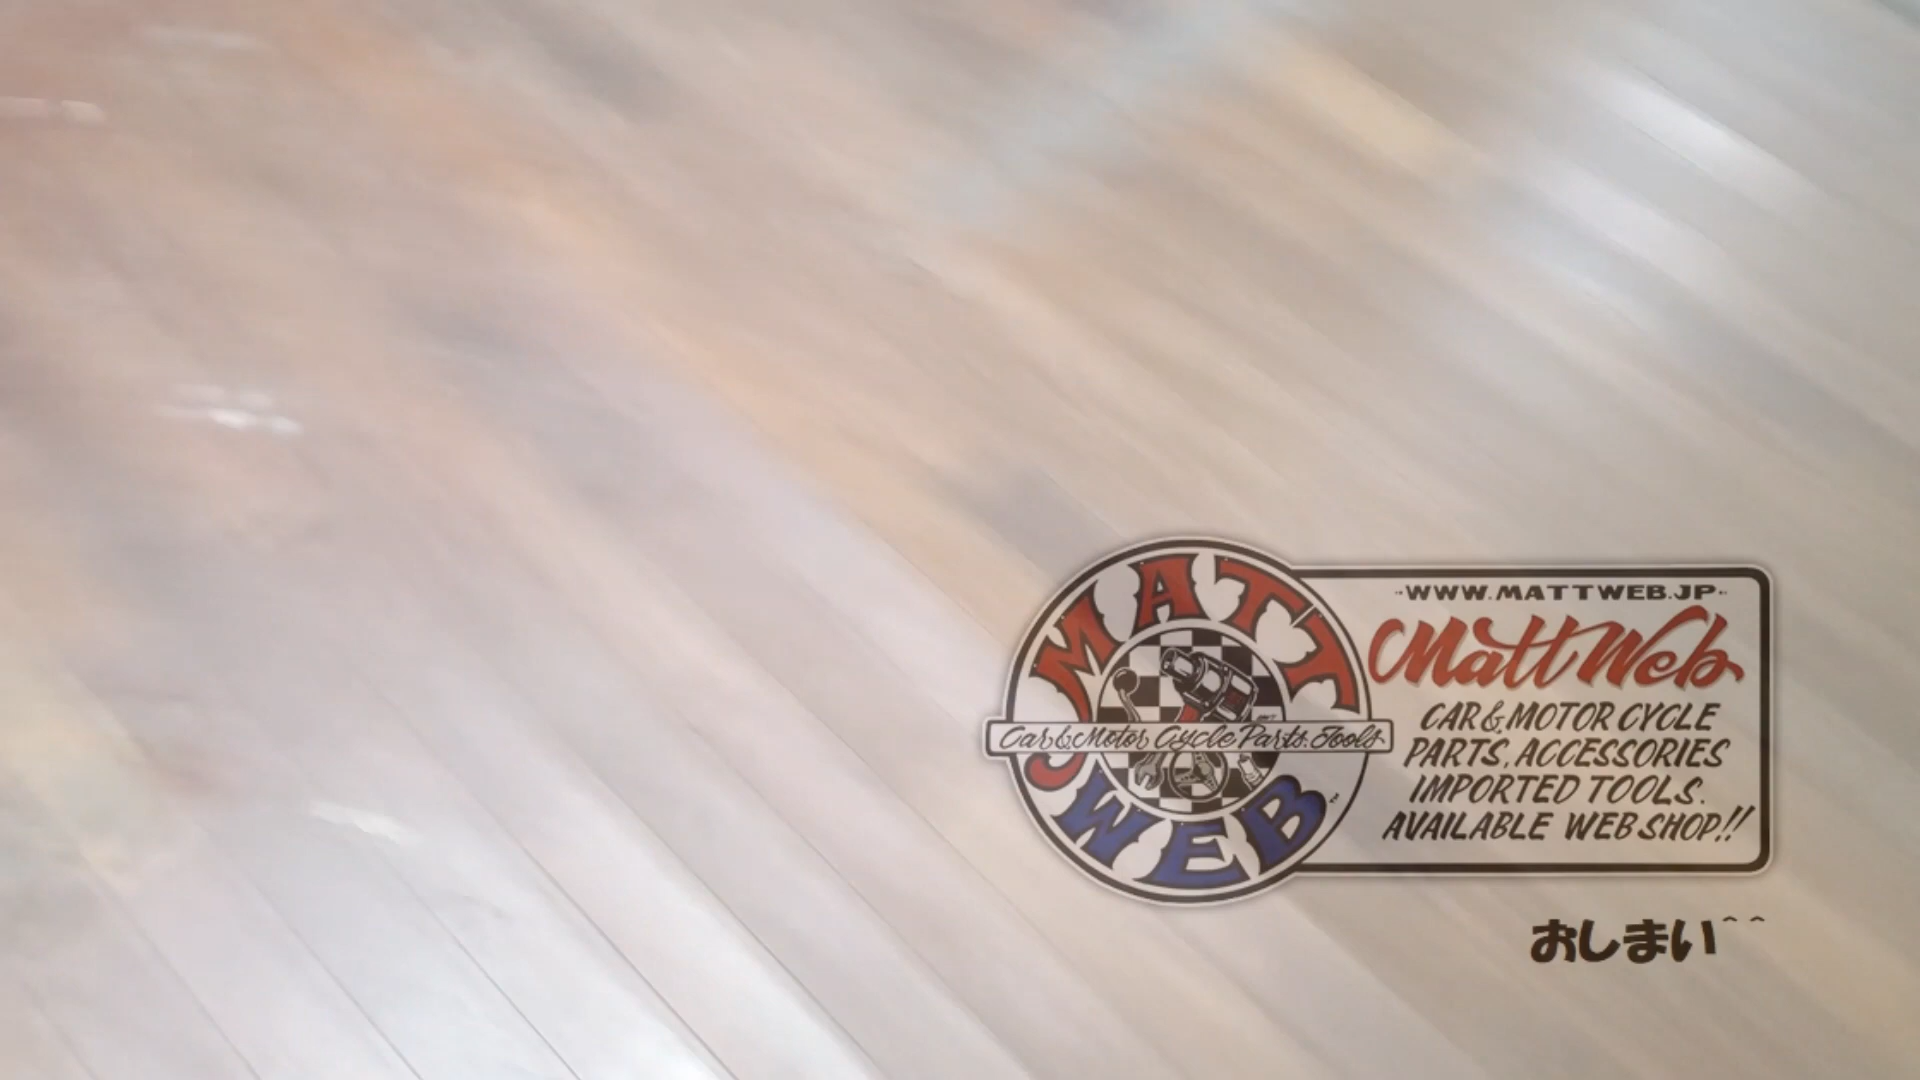 MATT
WEB
Car & Motor Cycle Parts. Tools
WWW.MATTWEB.JP
Matt Web
CAR & MOTOR CYCLE
PARTS, ACCESSORIES
IMPORTED TOOLS.
AVAILABLE WEB SHOP!!
おしまい^ ^